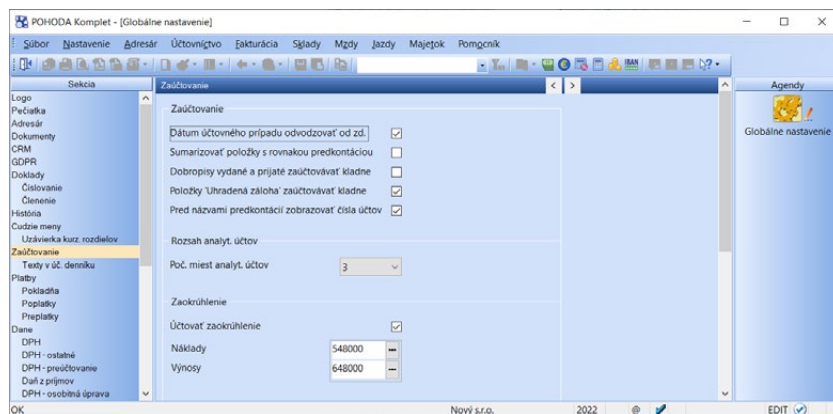 POHODA Komplet - [Globálne nastavenie]
Súbor Nastavenie Adresár Účtovníctvo Fakturácia Sklady Mzdy Jazdy Majetok Pomocník
Sekcia
Logo
Pečiatka
Adresár
Dokumenty
CRM
GDPR
Doklady
Číslovanie
Členenie
História
Cudzie meny
Uzávierka kurz. rozdielov
Zaúčtovanie
Texty v úč. denníku
Platby
Pokladňa
Poplatky
Preplatky
Dane
DPH
DPH - ostatné
DPH - preúčtovanie
Daň z príjmov
DPH - osobitná úprava
Zaúčtovanie
Zaúčtovanie
Dátum účtovného prípadu odvodzovať od zd.
Sumarizovať položky s rovnakou predkontáciou
Dobropisy vydané a prijaté zaúčtovávať kladne
Položky 'Uhradená záloha' zaúčtovávať kladne
Pred názvami predkontácií zobrazovať čísla účtov
Rozsah analyt. účtov
Poč. miest analyt. účtov 3
Zaokrúhlenie
Účtovať zaokrúhlenie
Náklady 548000
Výnosy 648000
Agendy
Globálne nastavenie
OK Nový s.r.o. 2022 @ EDIT